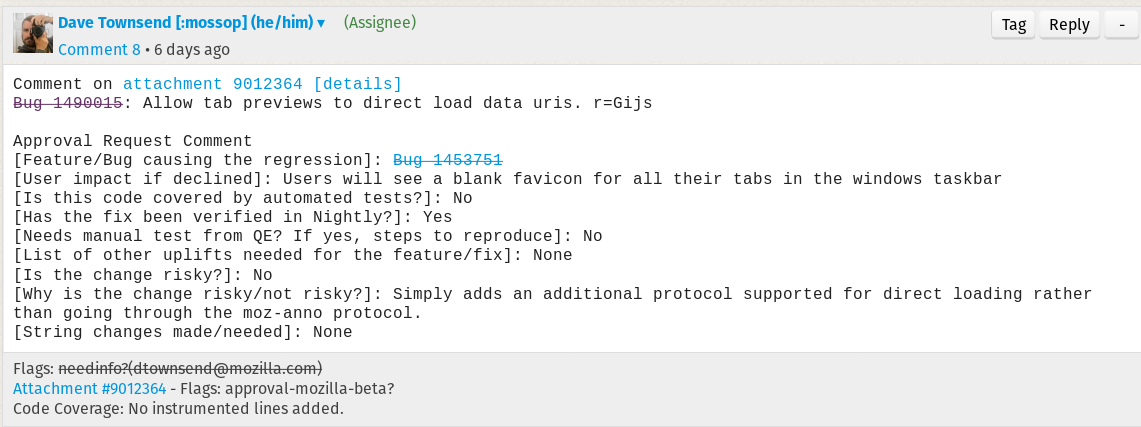 Dave Townsend [:mossop] (he/him) ▾ (Assignee) Tag Reply -
Comment 8 • 6 days ago
Comment on attachment 9012364 [details]
Bug 1490015: Allow tab previews to direct load data uris. r=Gijs
Approval Request Comment
[Feature/Bug causing the regression]: Bug 1453751
[User impact if declined]: Users will see a blank favicon for all their tabs in the windows taskbar
[Is this code covered by automated tests?]: No
[Has the fix been verified in Nightly?]: Yes
[Needs manual test from QE? If yes, steps to reproduce]: No
[List of other uplifts needed for the feature/fix]: None
[Is the change risky?]: No
[Why is the change risky/not risky?]: Simply adds an additional protocol supported for direct loading rather
than going through the moz-anno protocol.
[String changes made/needed]: None
Flags: needinfo?(dtownsend@mozilla.com)
Attachment #9012364 - Flags: approval-mozilla-beta?
Code Coverage: No instrumented lines added.